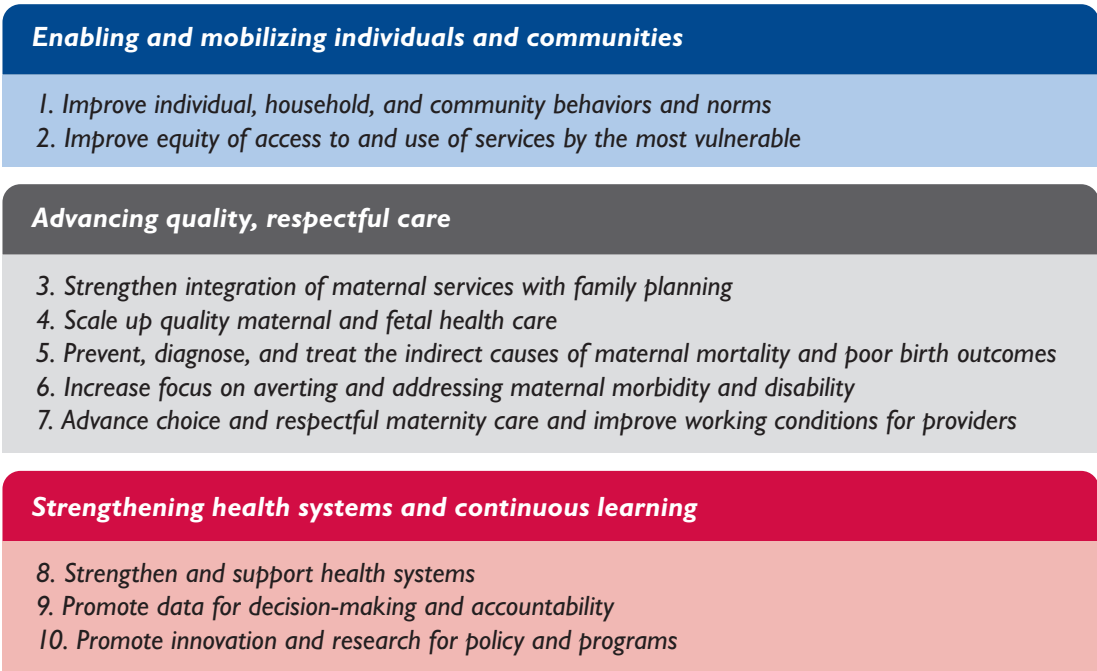 Enabling and mobilizing individuals and communities
1. Improve individual, household, and community behaviors and norms
2. Improve equity of access to and use of services by the most vulnerable
Advancing quality, respectful care
3. Strengthen integration of maternal services with family planning
4. Scale up quality maternal and fetal health care
5. Prevent, diagnose, and treat the indirect causes of maternal mortality and poor birth outcomes
6. Increase focus on averting and addressing maternal morbidity and disability
7. Advance choice and respectful maternity care and improve working conditions for providers
Strengthening health systems and continuous learning
8. Strengthen and support health systems
9. Promote data for decision-making and accountability
10. Promote innovation and research for policy and programs